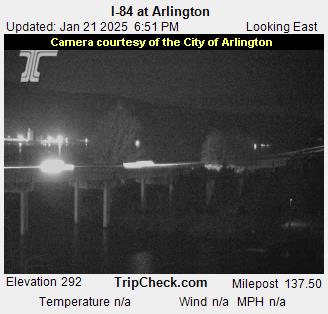 I-84 at Arlington
Updated: Jan 21 2025 6:51 PM Looking East
Camera courtesy of the City of Arlington
Elevation 292 TripCheck.com Milepost 137.50
Temperature n/a Wind n/a MPH n/a